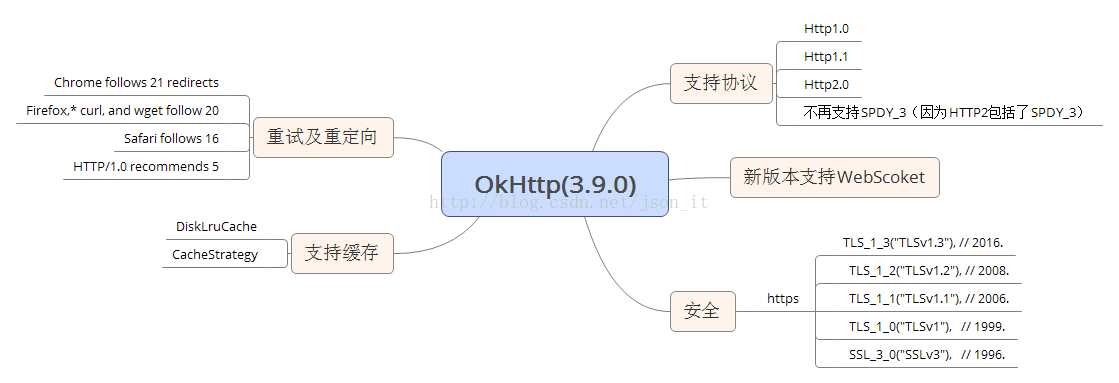 OkHttp(3.9.0)
http://blog.csdn.net/json_it
支持协议
Http1.0
Http1.1
Http2.0
不再支持SPDY_3（因为HTTP2包括了SPDY_3）
新版本支持WebScoket
安全
https
TLS_1_3("TLSv1.3"), // 2016.
TLS_1_2("TLSv1.2"), // 2008.
TLS_1_1("TLSv1.1"), // 2006.
TLS_1_0("TLSv1"),   // 1999.
SSL_3_0("SSLv3"),   // 1996.
重试及重定向
Chrome follows 21 redirects
Firefox,* curl, and wget follow 20
Safari follows 16
HTTP/1.0 recommends 5
支持缓存
DiskLruCache
CacheStrategy